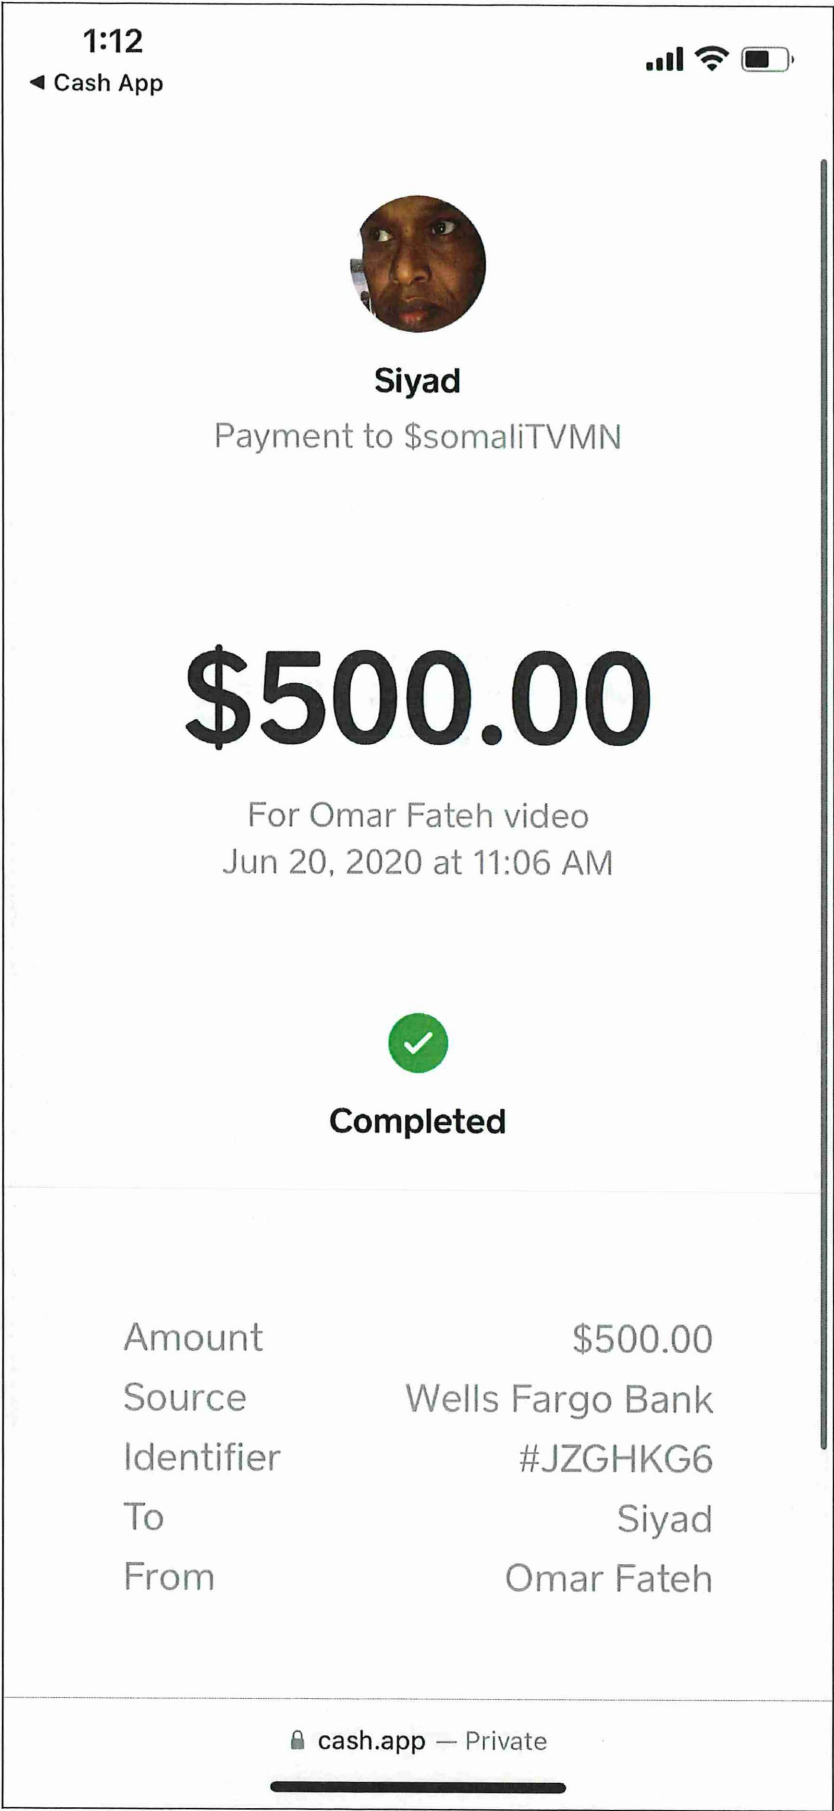 1:12
◀ Cash App
Siyad
Payment to $somaliTVMN
$500.00
For Omar Fateh video
Jun 20, 2020 at 11:06 AM
Completed
Amount $500.00
Source Wells Fargo Bank
Identifier #JZGHKG6
To Siyad
From Omar Fateh
cash.app — Private